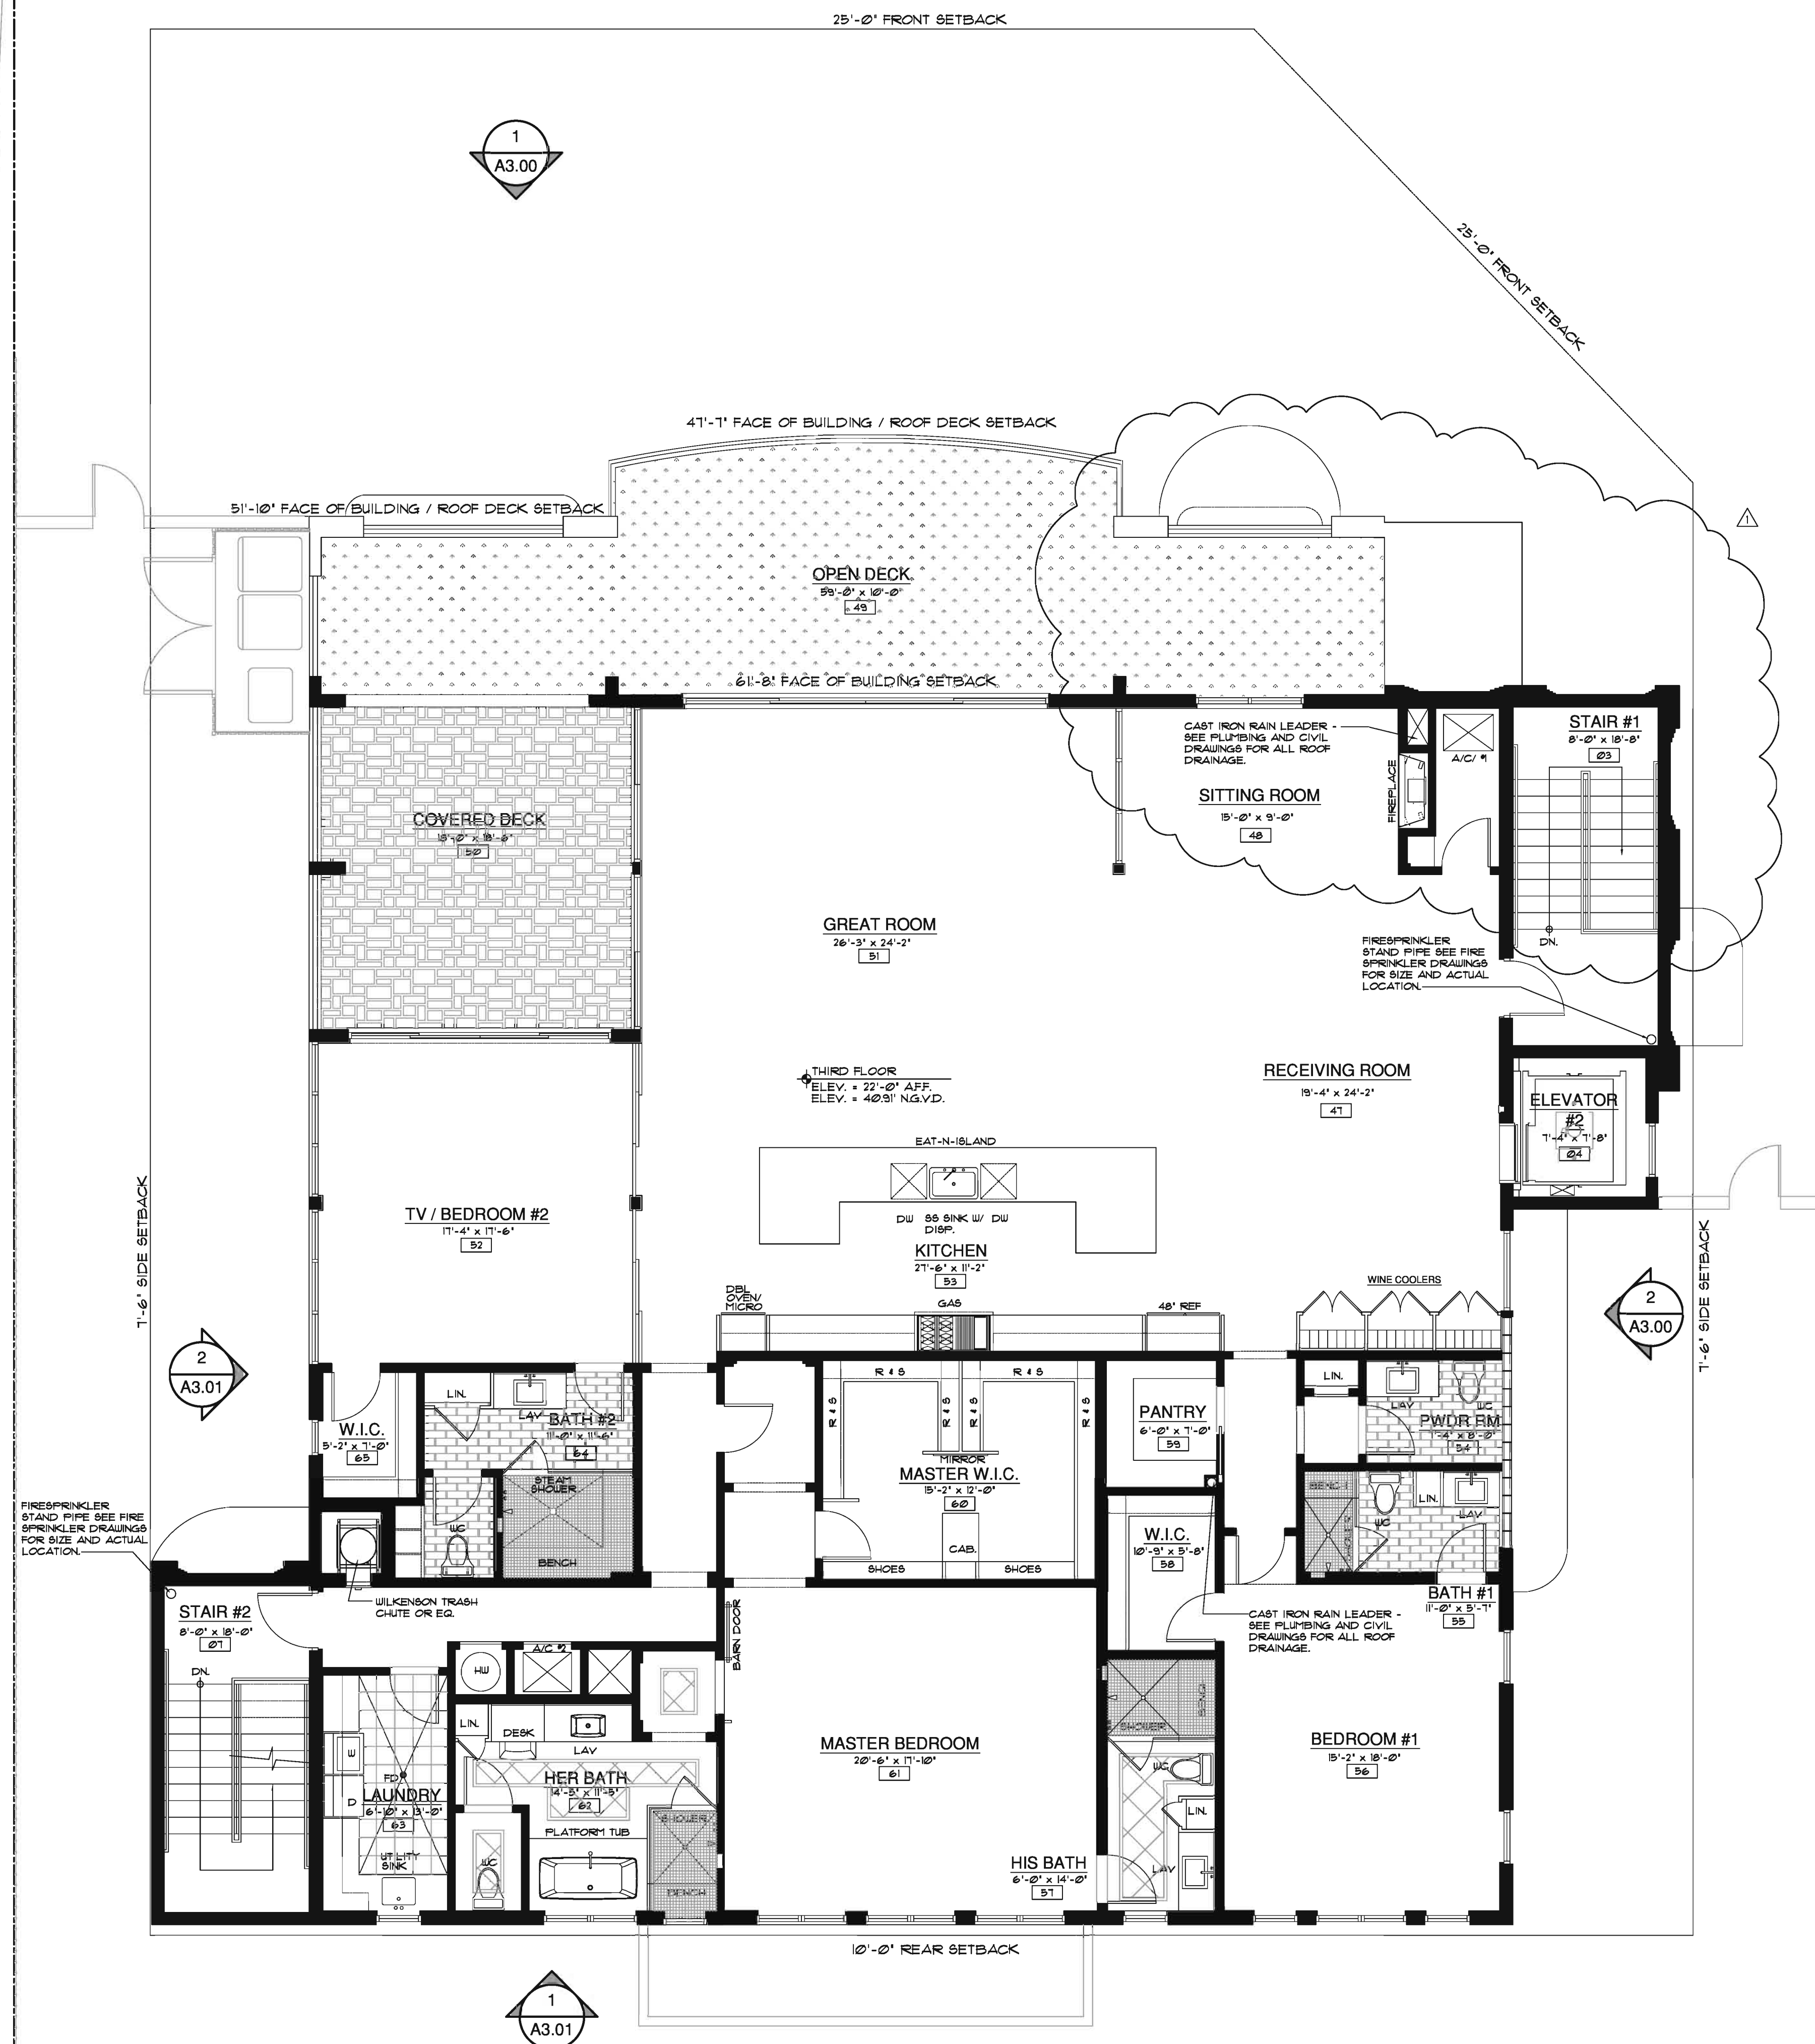 25'-0" FRONT SETBACK
1
A3.00
25'-0" FRONT SETBACK
47'-7" FACE OF BUILDING / ROOF DECK SETBACK
51'-10" FACE OF BUILDING / ROOF DECK SETBACK
1
OPEN DECK
59'-0" x 10'-0"
49
61'-8" FACE OF BUILDING SETBACK
CAST IRON RAIN LEADER -
SEE PLUMBING AND CIVIL
DRAWINGS FOR ALL ROOF
DRAINAGE.
FIREPLACE
A/C/ #1
STAIR #1
8'-0" x 18'-8"
03
DN.
SITTING ROOM
15'-0" x 9'-0"
48
COVERED DECK
50
GREAT ROOM
26'-3" x 24'-2"
51
FIRESPRINKLER
STAND PIPE SEE FIRE
SPRINKLER DRAWINGS
FOR SIZE AND ACTUAL
LOCATION.
THIRD FLOOR
ELEV. = 22'-0" A.F.F.
ELEV. = 40.91' N.G.V.D.
RECEIVING ROOM
19'-4" x 24'-2"
47
ELEVATOR
#2
7'-4" x 7'-8"
04
EAT-N-ISLAND
DW SS SINK W/ DW
DISP.
KITCHEN
27'-6" x 11'-2"
53
TV / BEDROOM #2
17'-4" x 17'-6"
52
7'-6" SIDE SETBACK
7'-6" SIDE SETBACK
DBL
OVEN/
MICRO
GAS
48" REF
WINE COOLERS
2
A3.00
2
A3.01
LIN.
LAV
BATH #2
11'-0" x 11'-6"
64
W.I.C.
5'-2" x 7'-0"
65
STEAM
SHOWER
WC
BENCH
R & S
R & S
R & S
R & S
R & S
R & S
MIRROR
MASTER W.I.C.
15'-2" x 12'-0"
60
CAB.
SHOES
SHOES
PANTRY
6'-0" x 7'-0"
59
LIN.
LAV
WC
PWDR RM
7'-4" x 8'-0"
54
BENCH
SHOWER
WC
LIN.
LAV
BATH #1
11'-0" x 5'-7"
55
W.I.C.
10'-9" x 5'-8"
58
FIRESPRINKLER
STAND PIPE SEE FIRE
SPRINKLER DRAWINGS
FOR SIZE AND ACTUAL
LOCATION.
WILKENSON TRASH
CHUTE OR EQ.
CAST IRON RAIN LEADER -
SEE PLUMBING AND CIVIL
DRAWINGS FOR ALL ROOF
DRAINAGE.
STAIR #2
8'-0" x 18'-0"
07
DN.
HW
A/C #2
BARN DOOR
LIN.
DESK
LAV
HER BATH
14'-5" x 11'-5"
62
W
FD
D
LAUNDRY
6'-10" x 13'-0"
63
UTILITY
SINK
WC
PLATFORM TUB
SHOWER
BENCH
MASTER BEDROOM
20'-6" x 17'-10"
61
SHOWER
BENCH
WC
LIN.
LAV
HIS BATH
6'-0" x 14'-0"
57
BEDROOM #1
15'-2" x 18'-0"
56
10'-0" REAR SETBACK
1
A3.01